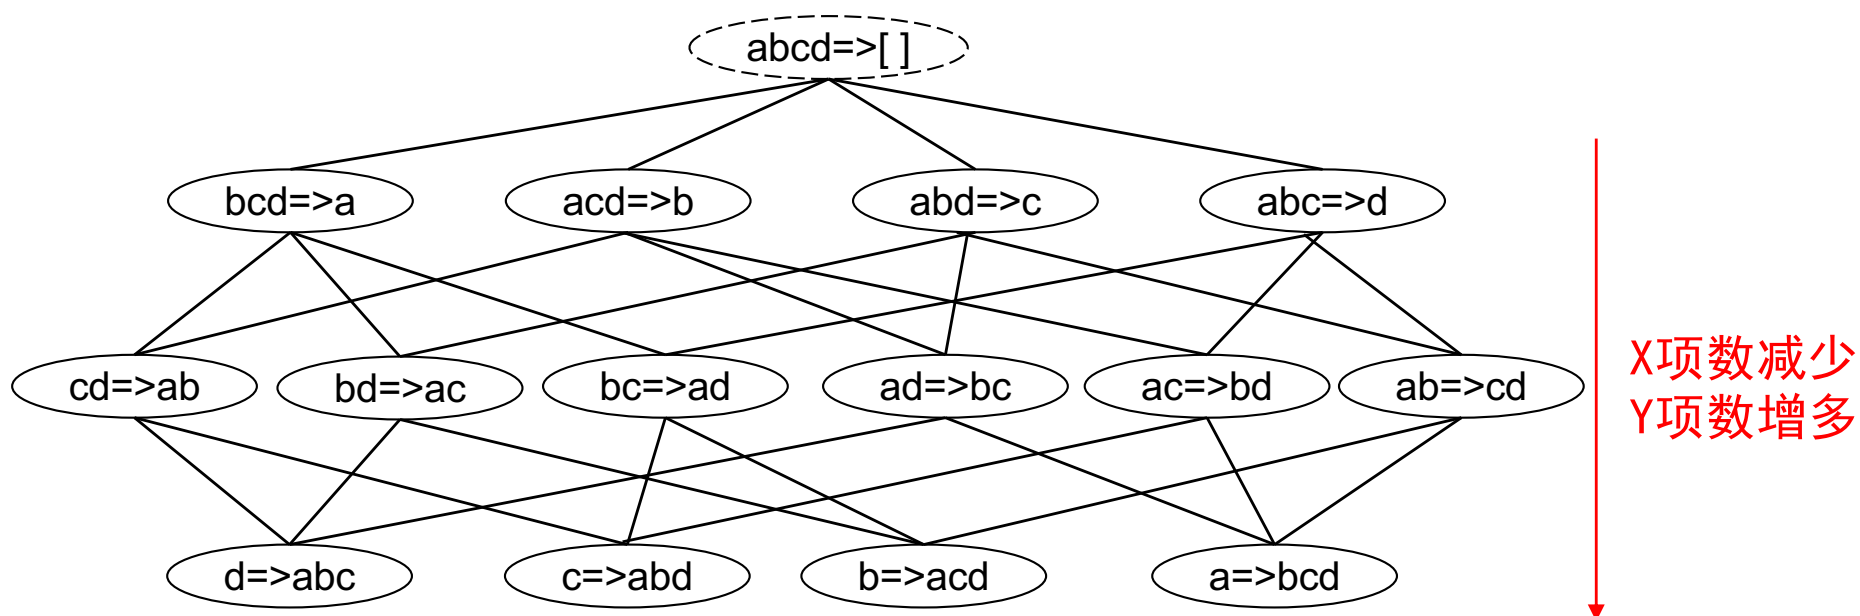 abcd=>[ ]
bcd=>a
acd=>b
abd=>c
abc=>d
cd=>ab
bd=>ac
bc=>ad
ad=>bc
ac=>bd
ab=>cd
X项数减少
Y项数增多
d=>abc
c=>abd
b=>acd
a=>bcd